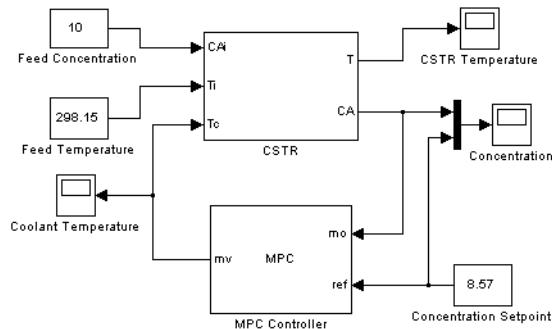 10
Feed Concentration
298.15
Feed Temperature
CAi
Ti
Tc
T
CA
CSTR
CSTR Temperature
Concentration
Coolant Temperature
mv
MPC
mo
ref
MPC Controller
8.57
Concentration Setpoint